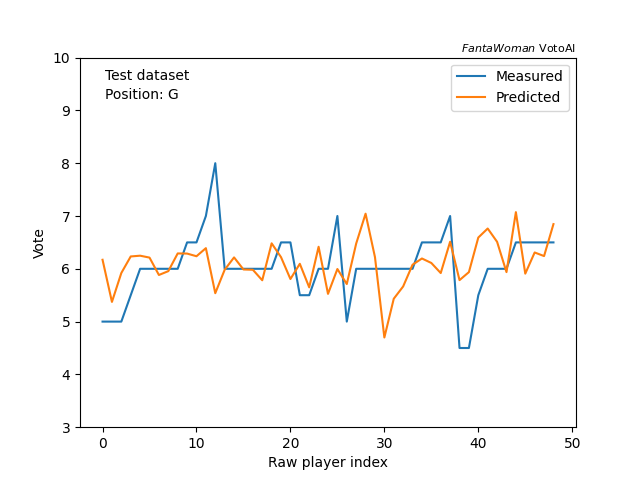 FantaWoman VotoAI
Test dataset
Position: G
Measured
Predicted
Vote
10
9
8
7
6
5
4
3
0
10
20
30
40
50
Raw player index